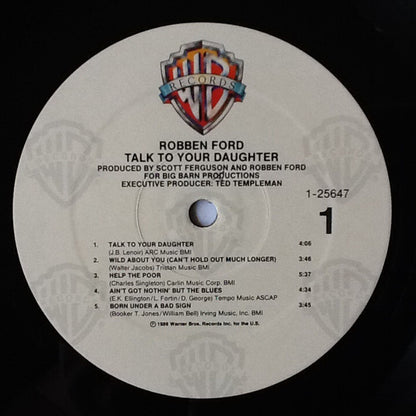 WB
RECORDS
ROBBEN FORD
TALK TO YOUR DAUGHTER
PRODUCED BY SCOTT FERGUSON AND ROBBEN FORD
FOR BIG BARN PRODUCTIONS
EXECUTIVE PRODUCER: TED TEMPLEMAN
1-25647
1
1. TALK TO YOUR DAUGHTER 4:06
(J.B. Lenoir) ARC Music BMI
2. WILD ABOUT YOU (CAN'T HOLD OUT MUCH LONGER) 3:46
(Walter Jacobs) Tristan Music BMI
3. HELP THE POOR 5:37
(Charles Singleton) Carlin Music Corp. BMI
4. AIN'T GOT NOTHIN' BUT THE BLUES 4:34
(E.K. Ellington/L. Fortin/D. George) Tempo Music ASCAP
5. BORN UNDER A BAD SIGN 3:45
(Booker T. Jones/William Bell) Irving Music, Inc. BMI
℗ 1988 Warner Bros. Records Inc. for the U.S.